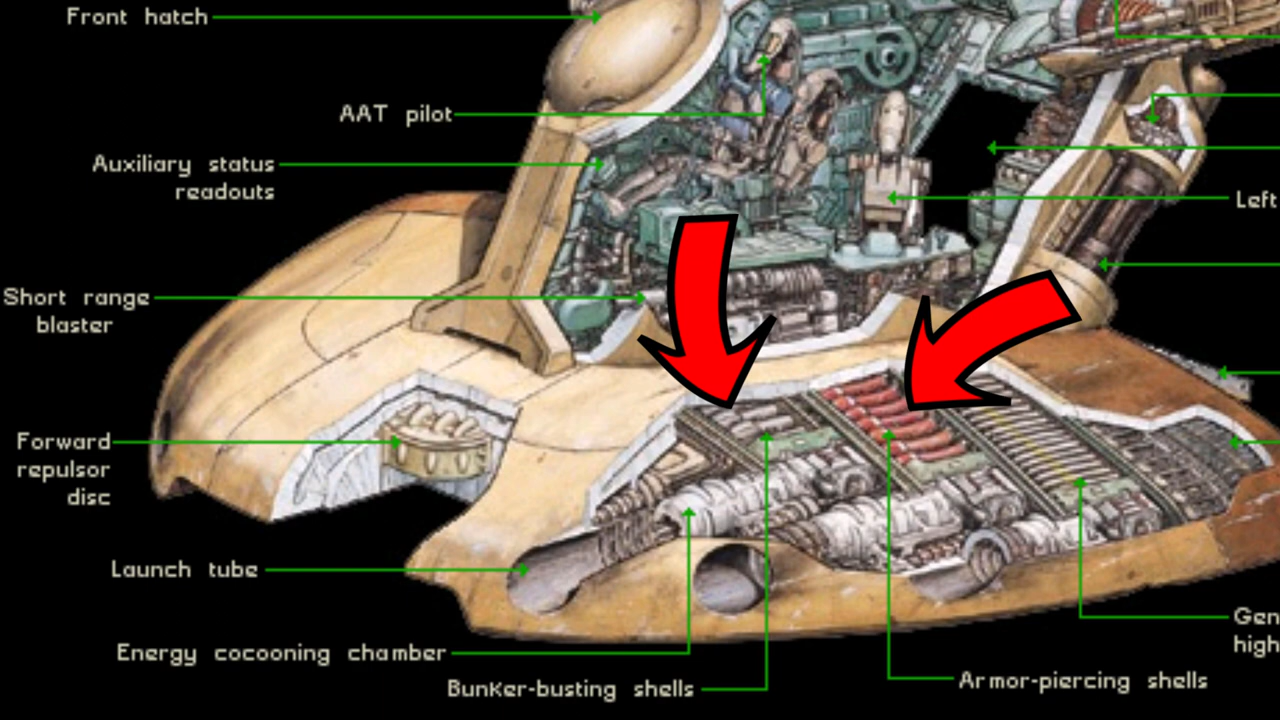 Front hatch
AAT pilot
Auxiliary status
readouts
Left
Short range
blaster
Forward
repulsor
disc
Launch tube
Gen
high
Energy cocooning chamber
Bunker-busting shells
Armor-piercing shells